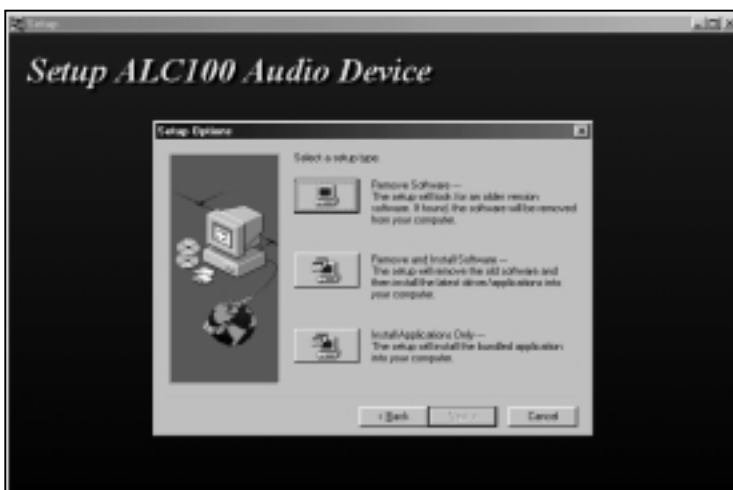 Setup
Setup ALC100 Audio Device
Setup Options
Select a setup type:
Remove Software —
The setup will look for an older version
software. If found, the software will be removed
from your computer.
Remove and Install Software —
The setup will remove the old software and
then install the latest driver/applications into
your computer.
Install Applications Only —
The setup will install the bundled application
into your computer.
< Back
Next >
Cancel